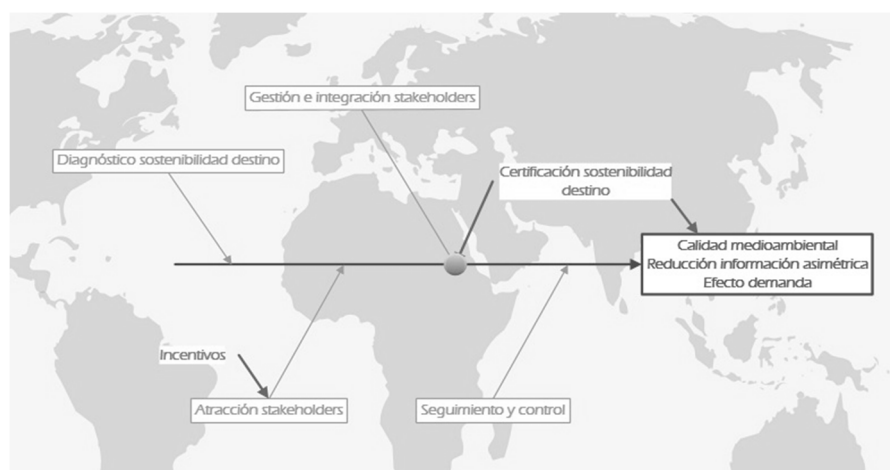 Gestión e integración stakeholders
Diagnóstico sostenibilidad destino
Certificación sostenibilidad
destino
Calidad medioambiental
Reducción información asimétrica
Efecto demanda
Incentivos
Atracción stakeholders
Seguimiento y control